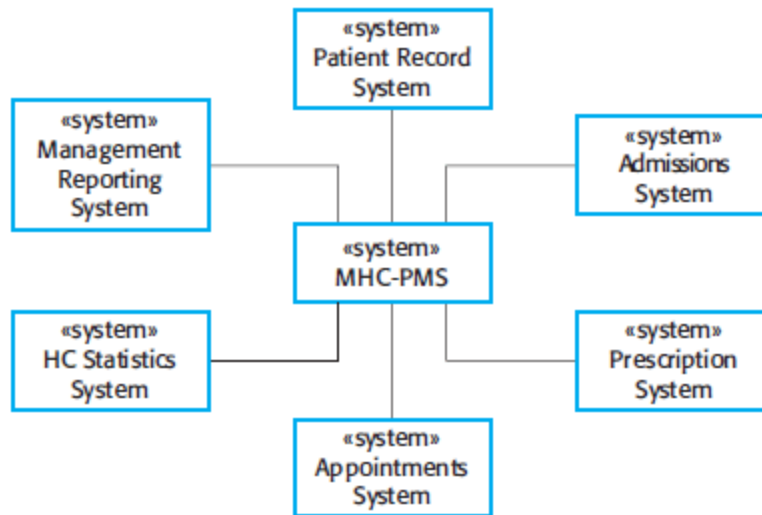 «system»
Patient Record
System
«system»
Management
Reporting
System
«system»
Admissions
System
«system»
MHC-PMS
«system»
HC Statistics
System
«system»
Prescription
System
«system»
Appointments
System